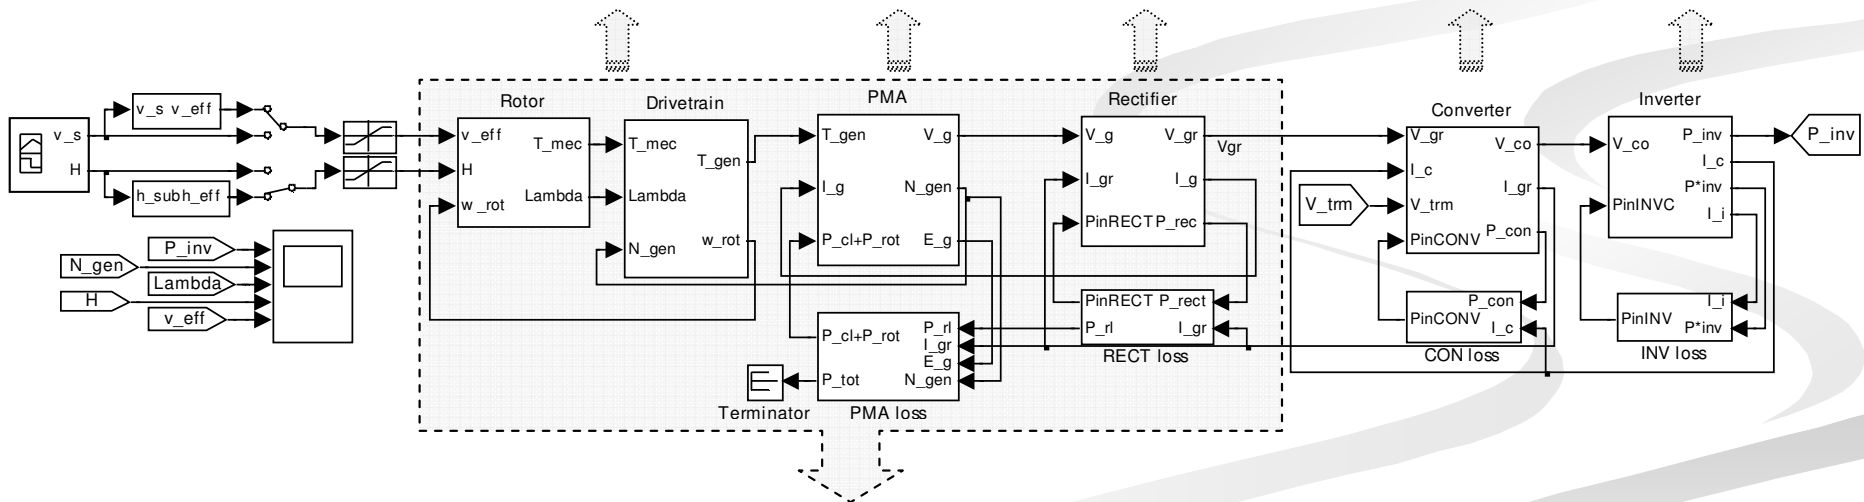 v_s
H
v_s v_eff
h_subh_eff
P_inv
N_gen
Lambda
H
v_eff
Rotor
v_eff
H
w_rot
T_mec
Lambda
Drivetrain
T_mec
Lambda
N_gen
T_gen
w_rot
PMA
T_gen
I_g
P_cl+P_rot
V_g
N_gen
E_g
Rectifier
V_g
I_gr
PinRECT P_rec
V_gr
I_g
Vgr
Converter
V_gr
I_c
V_trm
PinCONV
V_co
I_gr
P_con
V_trm
Inverter
V_co
PinINVC
P_inv
I_c
P*inv
I_i
P_inv
P_cl+P_rot
P_tot
P_rl
I_gr
E_g
N_gen
PMA loss
Terminator
PinRECT P_rect
P_rl
I_gr
RECT loss
P_con
PinCONV
I_c
CON loss
I_i
PinINV
P*inv
INV loss